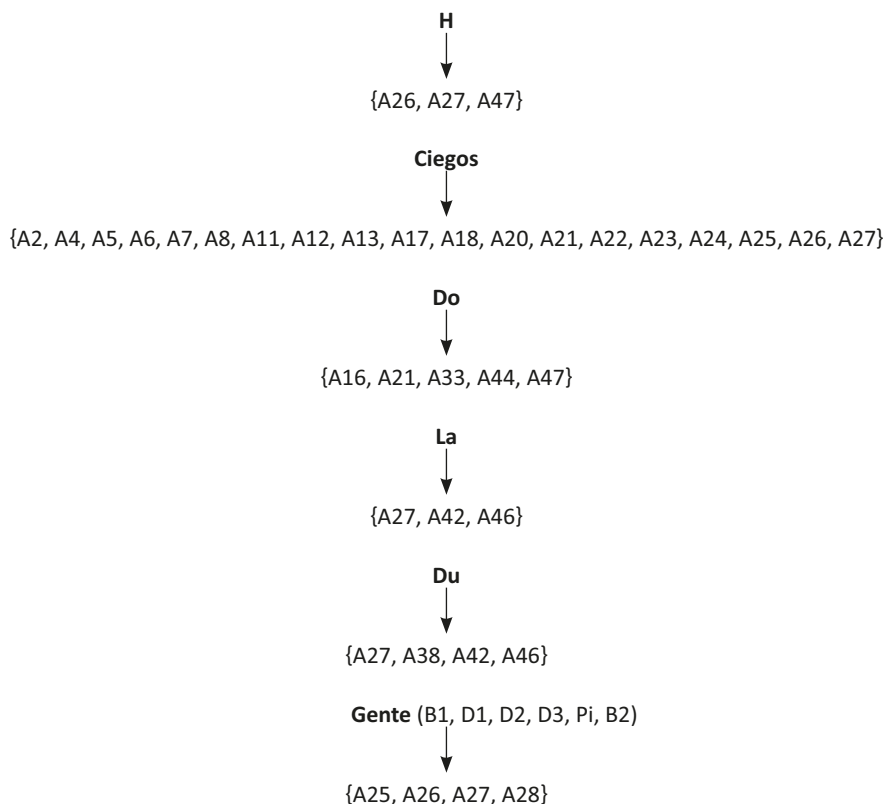 H
{A26, A27, A47}
Ciegos
{A2, A4, A5, A6, A7, A8, A11, A12, A13, A17, A18, A20, A21, A22, A23, A24, A25, A26, A27}
Do
{A16, A21, A33, A44, A47}
La
{A27, A42, A46}
Du
{A27, A38, A42, A46}
Gente (B1, D1, D2, D3, Pi, B2)
{A25, A26, A27, A28}